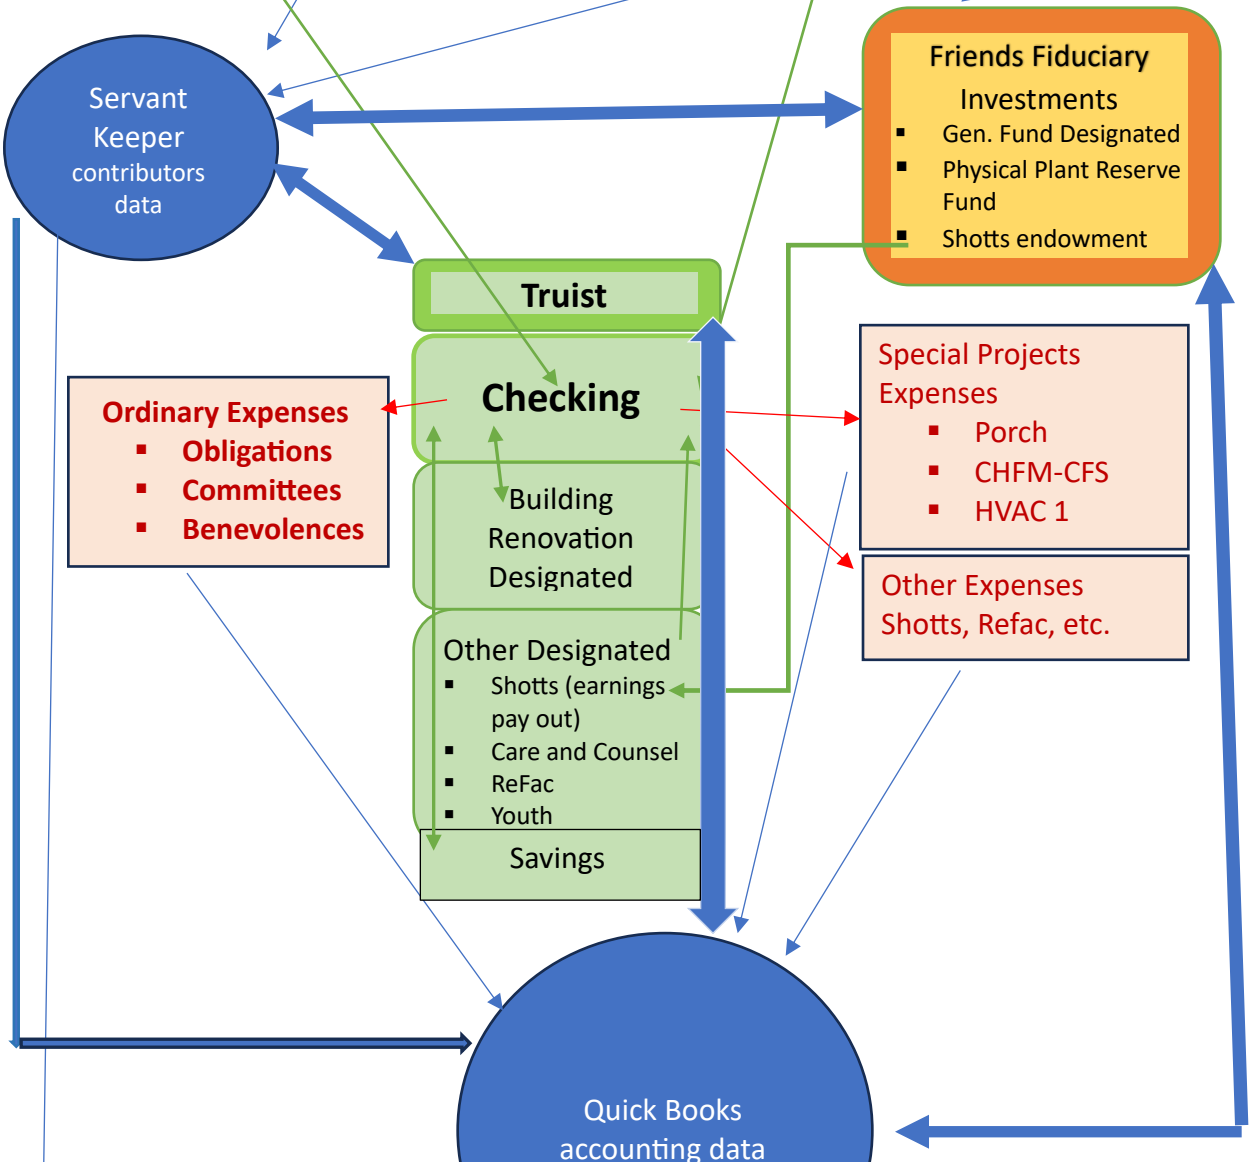 Servant
Keeper
contributors
data
Friends Fiduciary
Investments
▪ Gen. Fund Designated
▪ Physical Plant Reserve
Fund
▪ Shotts endowment
Truist
Checking
Ordinary Expenses
▪ Obligations
▪ Committees
▪ Benevolences
Special Projects
Expenses
▪ Porch
▪ CHFM-CFS
▪ HVAC 1
Building
Renovation
Designated
Other Expenses
Shotts, Refac, etc.
Other Designated
▪ Shotts (earnings
pay out)
▪ Care and Counsel
▪ ReFac
▪ Youth
Savings
Quick Books
accounting data